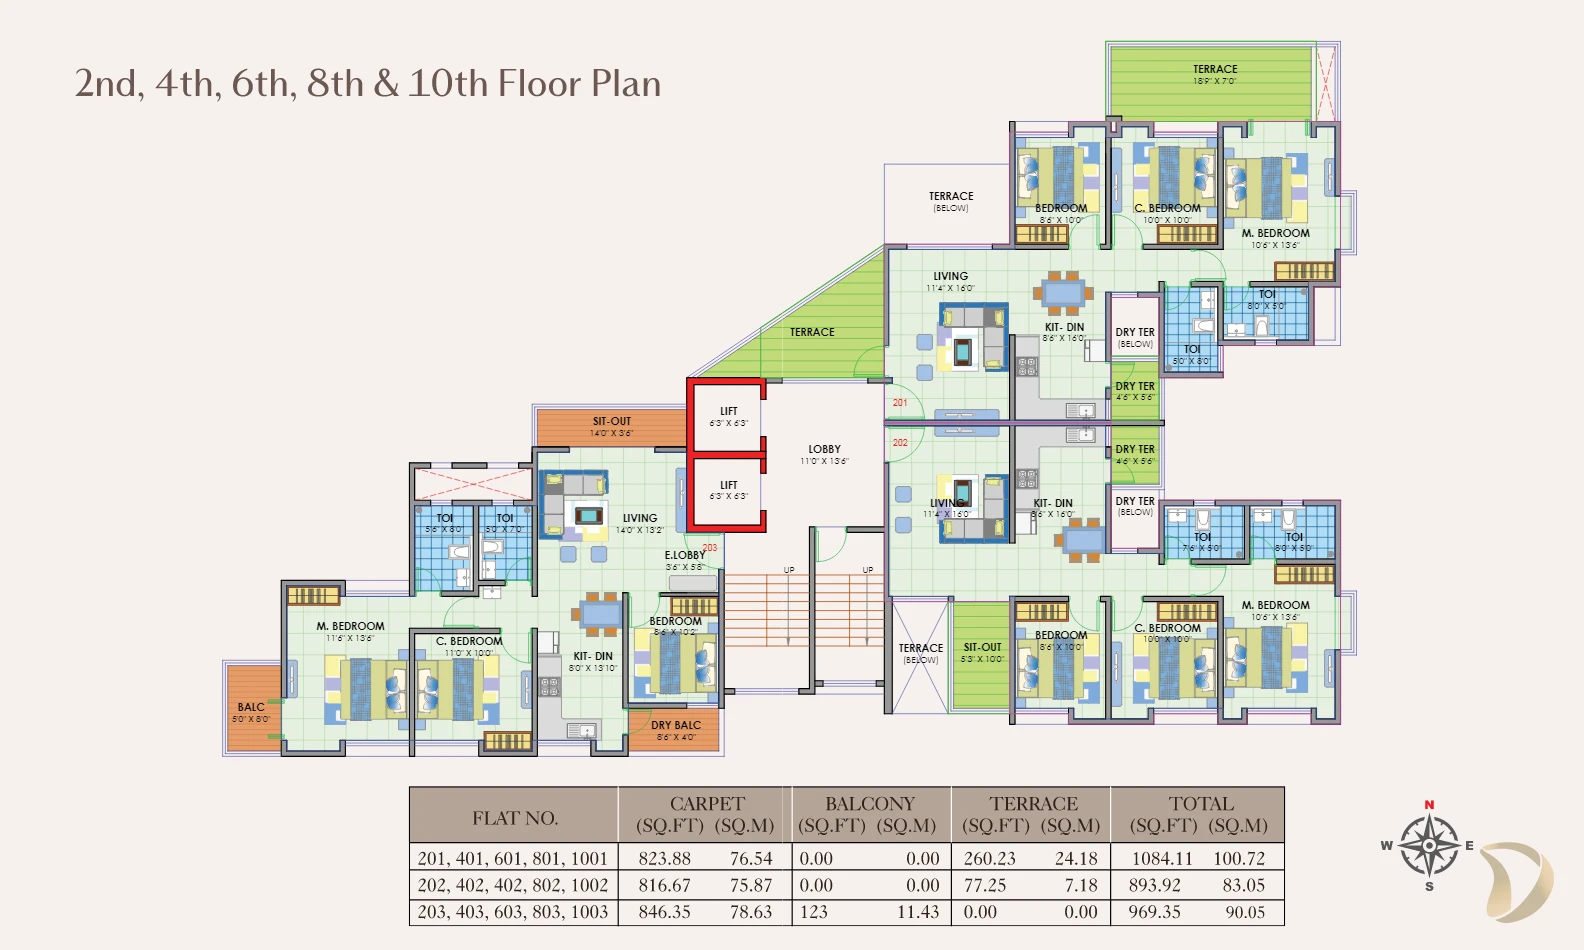 2nd, 4th, 6th, 8th & 10th Floor Plan
TERRACE
18'9" X 7'0"
TERRACE
(BELOW)
BEDROOM
8'6" X 10'0"
C. BEDROOM
10'0" X 10'0"
M. BEDROOM
10'6" X 13'6"
LIVING
11'4" X 16'0"
KIT- DIN
8'6" X 16'0"
DRY TER
(BELOW)
TOI
8'0" X 5'0"
TOI
5'0" X 8'0"
TERRACE
DRY TER
4'6" X 5'6"
201
202
LIFT
6'3" X 6'3"
LIFT
6'3" X 6'3"
LOBBY
11'0" X 13'6"
SIT-OUT
14'0" X 3'6"
DRY TER
4'6" X 5'6"
LIVING
11'4" X 16'0"
KIT- DIN
8'6" X 16'0"
DRY TER
(BELOW)
TOI
7'6" X 5'0"
TOI
8'0" X 5'0"
TOI
5'6" X 8'0"
TOI
5'0" X 7'0"
LIVING
14'0" X 13'2"
203
E.LOBBY
3'6" X 5'8"
UP
UP
M. BEDROOM
11'6" X 13'6"
C. BEDROOM
11'0" X 10'0"
KIT- DIN
8'0" X 13'10"
BEDROOM
8'6" X 10'2"
BALC
5'0" X 8'0"
DRY BALC
8'6" X 4'0"
TERRACE
(BELOW)
SIT-OUT
5'3" X 10'0"
BEDROOM
8'6" X 10'0"
C. BEDROOM
10'0" X 10'0"
M. BEDROOM
10'6" X 13'6"
FLAT NO. CARPET BALCONY TERRACE TOTAL
(SQ.FT) (SQ.M) (SQ.FT) (SQ.M) (SQ.FT) (SQ.M) (SQ.FT) (SQ.M)
201, 401, 601, 801, 1001 823.88 76.54 0.00 0.00 260.23 24.18 1084.11 100.72
202, 402, 402, 802, 1002 816.67 75.87 0.00 0.00 77.25 7.18 893.92 83.05
203, 403, 603, 803, 1003 846.35 78.63 123 11.43 0.00 0.00 969.35 90.05
N
W E
S